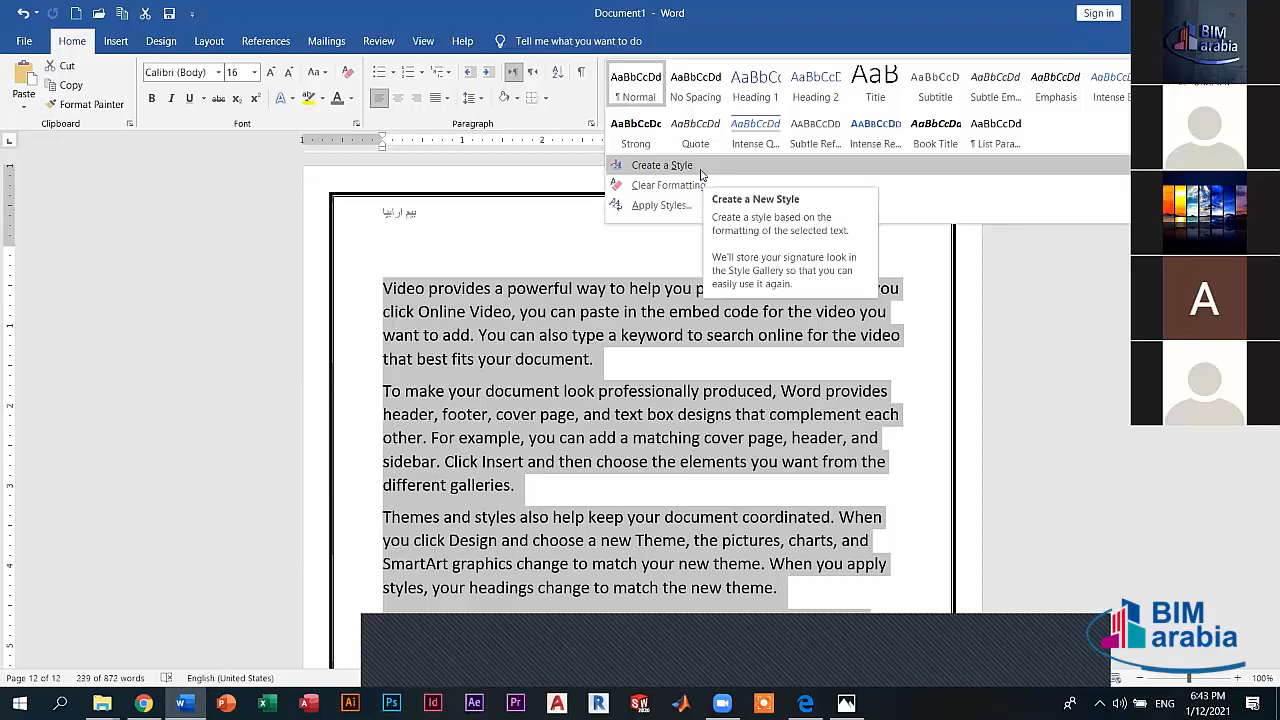 Document1 - Word
Sign in
File Home Insert Design Layout References Mailings Review View Help Tell me what you want to do
Paste
Cut
Copy
Format Painter
Clipboard
Calibri (Body) 16
Font
Paragraph
AaBbCcDd AaBbCcDd AaBbCc AaBbCcE AaB AaBbCcD AaBbCcDd AaBbCcDd AaBbCcDd
¶ Normal No Spacing Heading 1 Heading 2 Title Subtitle Subtle Em... Emphasis Intense E
AaBbCcDc AaBbCcDd AaBbCcDd AaBbCcDd AaBbCcDd AaBbCcDd AaBbCcDd
Strong Quote Intense Q... Subtle Ref... Intense Re... Book Title ¶ List Para...
Create a Style
Clear Formatting
Apply Styles...
Create a New Style
Create a style based on the
formatting of the selected text.
We'll store your signature look in
the Style Gallery so that you can
easily use it again.
بيم ارابيا
Video provides a powerful way to help you p
ou
click Online Video, you can paste in the embed code for the video you
want to add. You can also type a keyword to search online for the video
that best fits your document.
To make your document look professionally produced, Word provides
header, footer, cover page, and text box designs that complement each
other. For example, you can add a matching cover page, header, and
sidebar. Click Insert and then choose the elements you want from the
different galleries.
Themes and styles also help keep your document coordinated. When
you click Design and choose a new Theme, the pictures, charts, and
SmartArt graphics change to match your new theme. When you apply
styles, your headings change to match the new theme.
BIM
arabia
A
BIM
arabia
Page 12 of 12 239 of 872 words English (United States)
100%
ENG
6:43 PM
1/12/2021